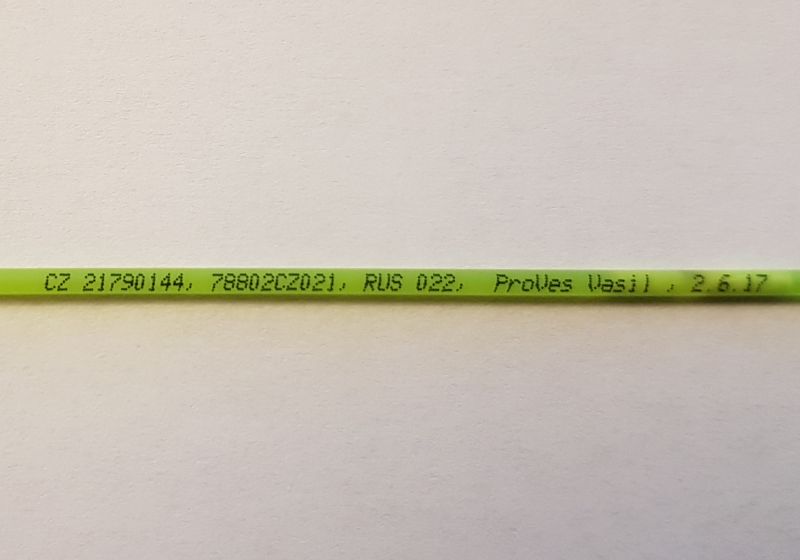 CZ 21790144, 78802CZ021, RUS 022, ProVes Vasil , 2.6.17